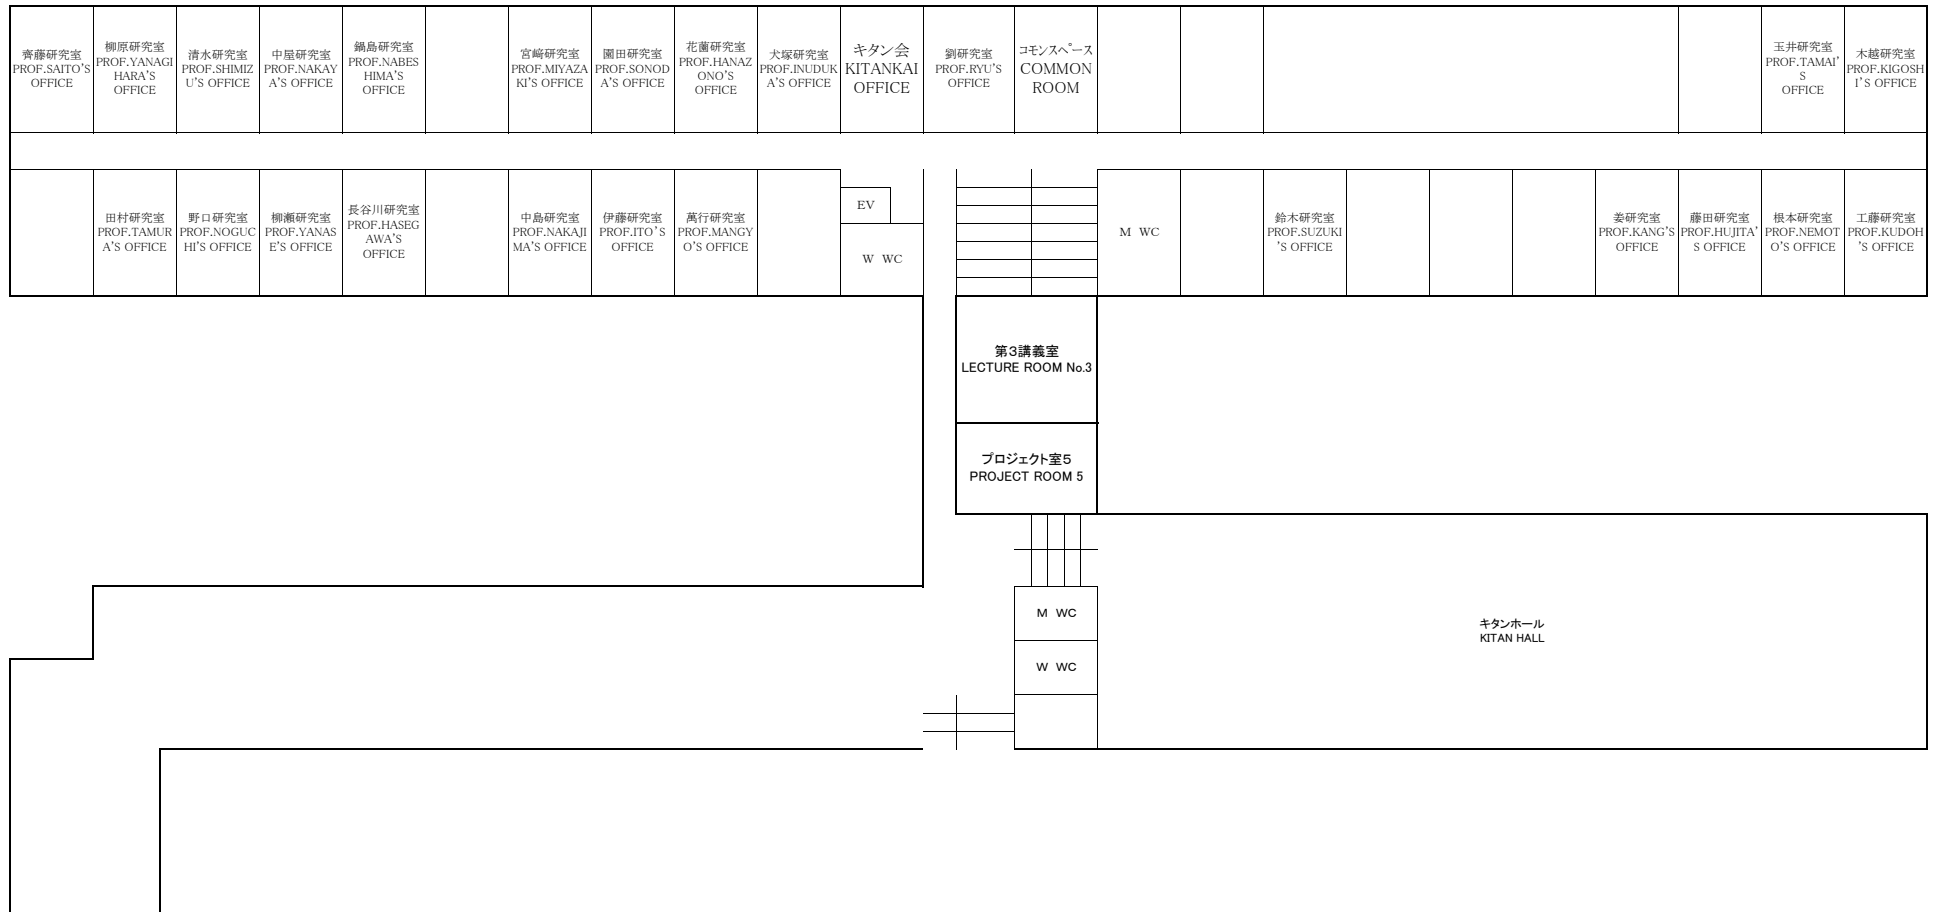 齊藤研究室
PROF.SAITO'S
OFFICE
柳原研究室
PROF.YANAGI
HARA'S
OFFICE
清水研究室
PROF.SHIMIZ
U'S OFFICE
中屋研究室
PROF.NAKAY
A'S OFFICE
鍋島研究室
PROF.NABES
HIMA'S
OFFICE
宮﨑研究室
PROF.MIYAZA
KI'S OFFICE
園田研究室
PROF.SONOD
A'S OFFICE
花薗研究室
PROF.HANAZ
ONO'S
OFFICE
犬塚研究室
PROF.INUDUK
A'S OFFICE
キタン会
KITANKAI
OFFICE
劉研究室
PROF.RYU'S
OFFICE
コモンスペース
COMMON
ROOM
玉井研究室
PROF.TAMAI'
S
OFFICE
木越研究室
PROF.KIGOSH
I'S OFFICE
田村研究室
PROF.TAMUR
A'S OFFICE
野口研究室
PROF.NOGUC
HI'S OFFICE
柳瀬研究室
PROF.YANAS
E'S OFFICE
長谷川研究室
PROF.HASEG
AWA'S
OFFICE
中島研究室
PROF.NAKAJI
MA'S OFFICE
伊藤研究室
PROF.ITO'S
OFFICE
萬行研究室
PROF.MANGY
O'S OFFICE
EV
W WC
M WC
鈴木研究室
PROF.SUZUKI
'S OFFICE
姜研究室
PROF.KANG'S
OFFICE
藤田研究室
PROF.HUJITA'
S OFFICE
根本研究室
PROF.NEMOT
O'S OFFICE
工藤研究室
PROF.KUDOH
'S OFFICE
第3講義室
LECTURE ROOM No.3
プロジェクト室5
PROJECT ROOM 5
M WC
W WC
キタンホール
KITAN HALL